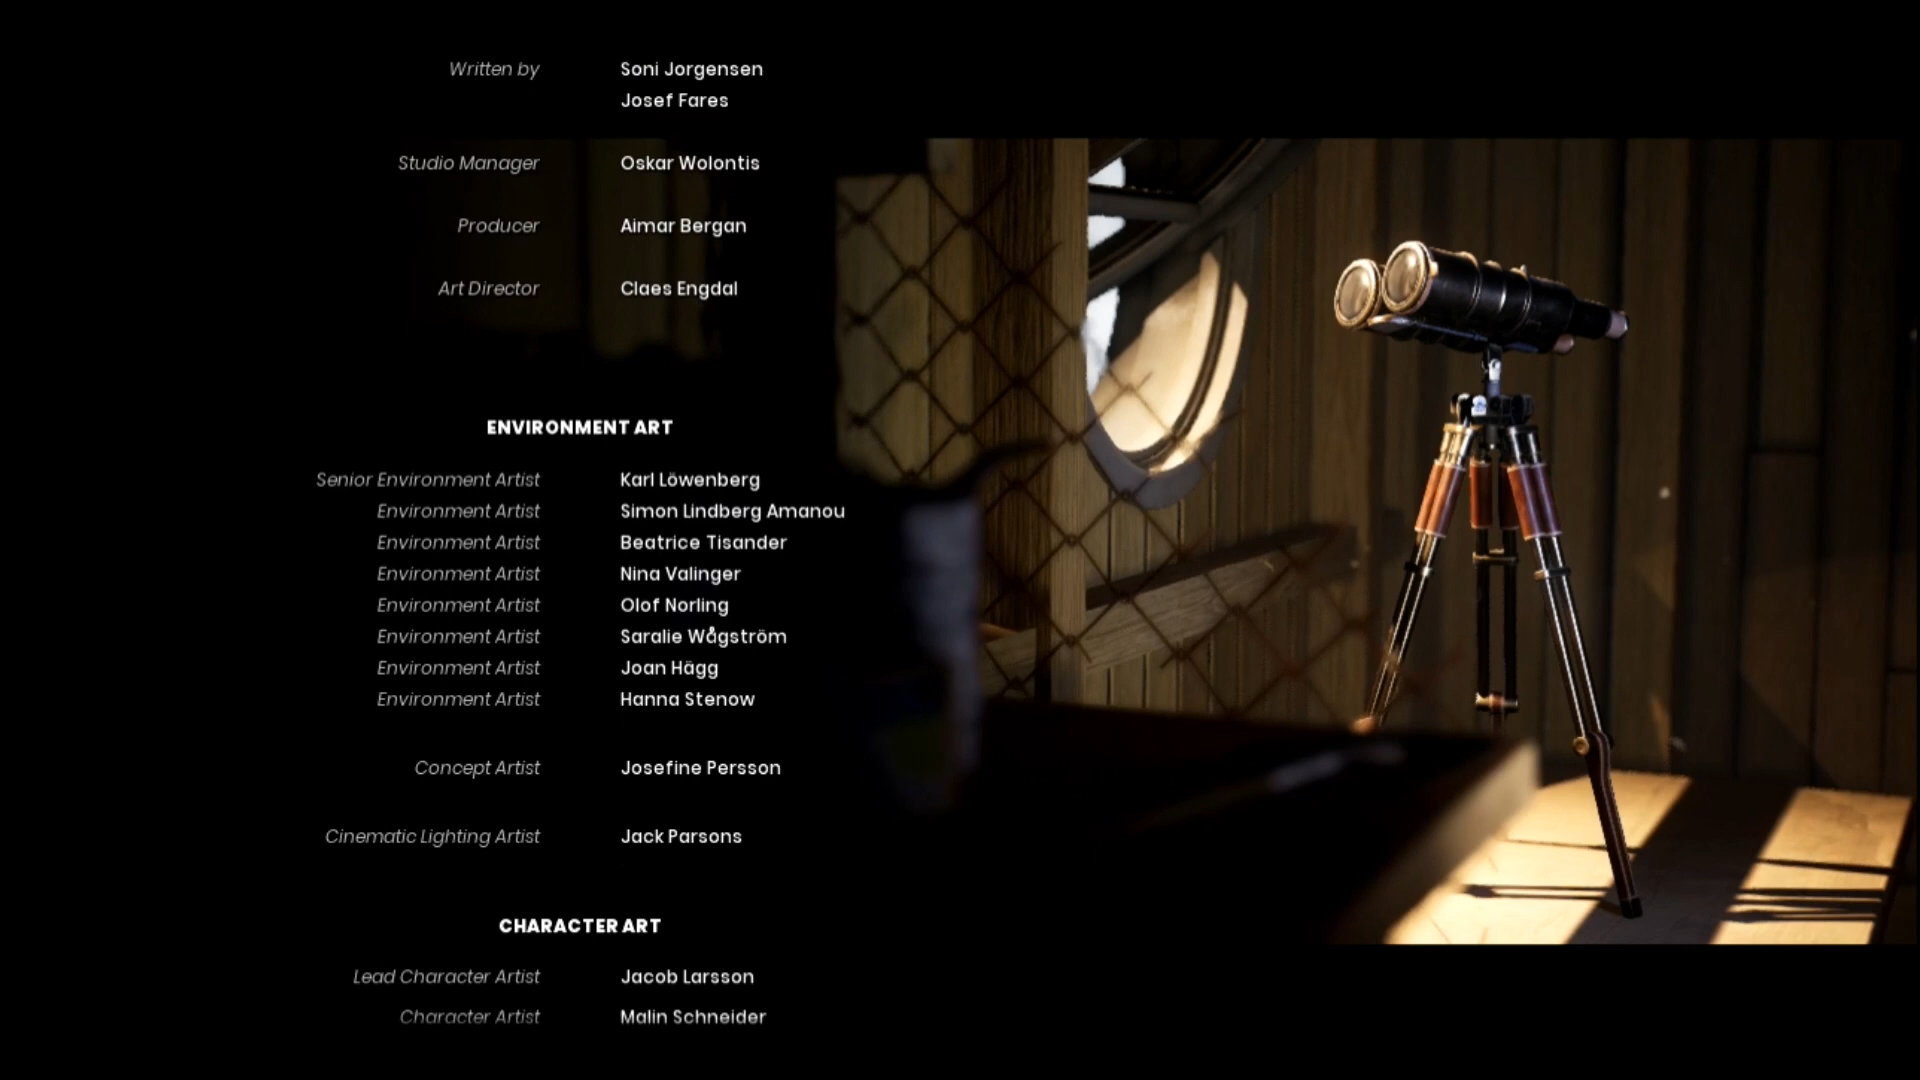 Written by Soni Jorgensen
Josef Fares
Studio Manager Oskar Wolontis
Producer Aimar Bergan
Art Director Claes Engdal
ENVIRONMENT ART
Senior Environment Artist Karl Löwenberg
Environment Artist Simon Lindberg Amanou
Environment Artist Beatrice Tisander
Environment Artist Nina Valinger
Environment Artist Olof Norling
Environment Artist Saralie Wågström
Environment Artist Joan Hägg
Environment Artist Hanna Stenow
Concept Artist Josefine Persson
Cinematic Lighting Artist Jack Parsons
CHARACTER ART
Lead Character Artist Jacob Larsson
Character Artist Malin Schneider